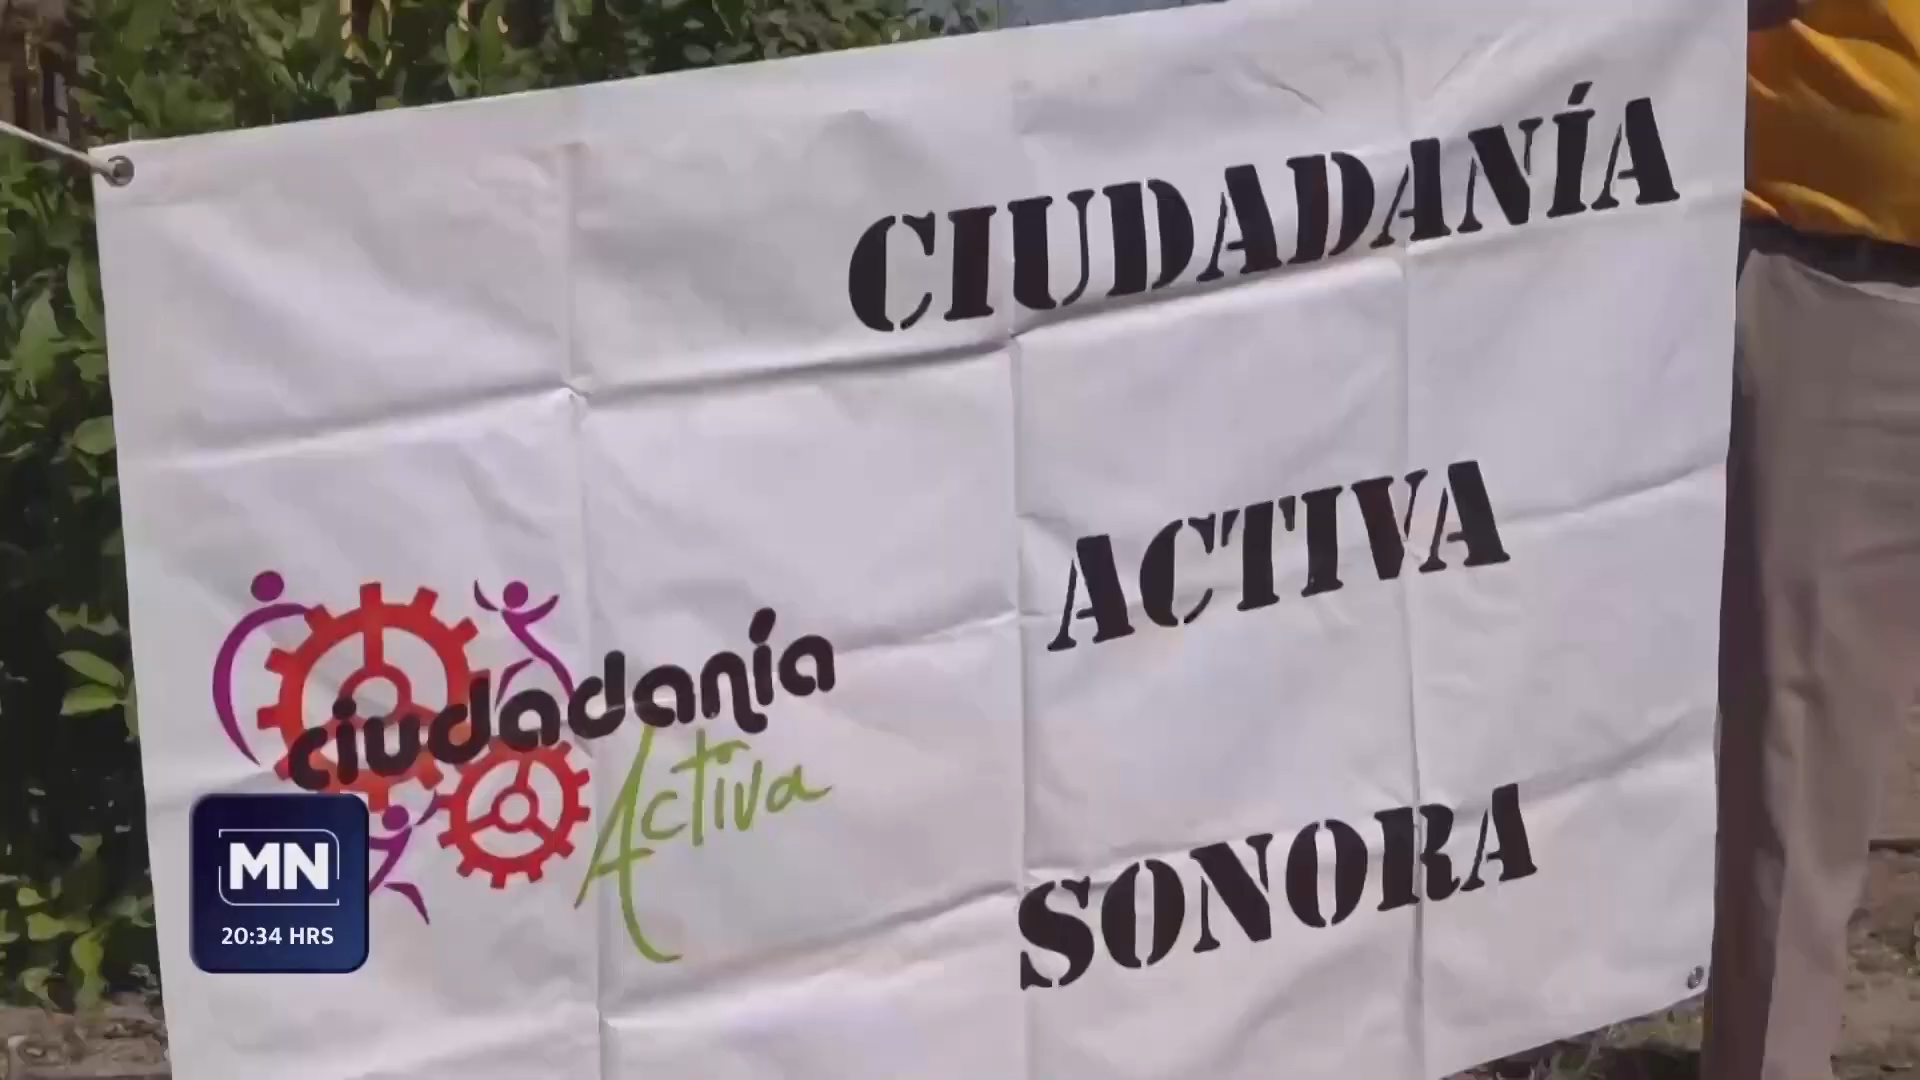 CIUDADANÍA
ACTIVA
SONORA
ciudadanía
Activa
MN
20:34 HRS